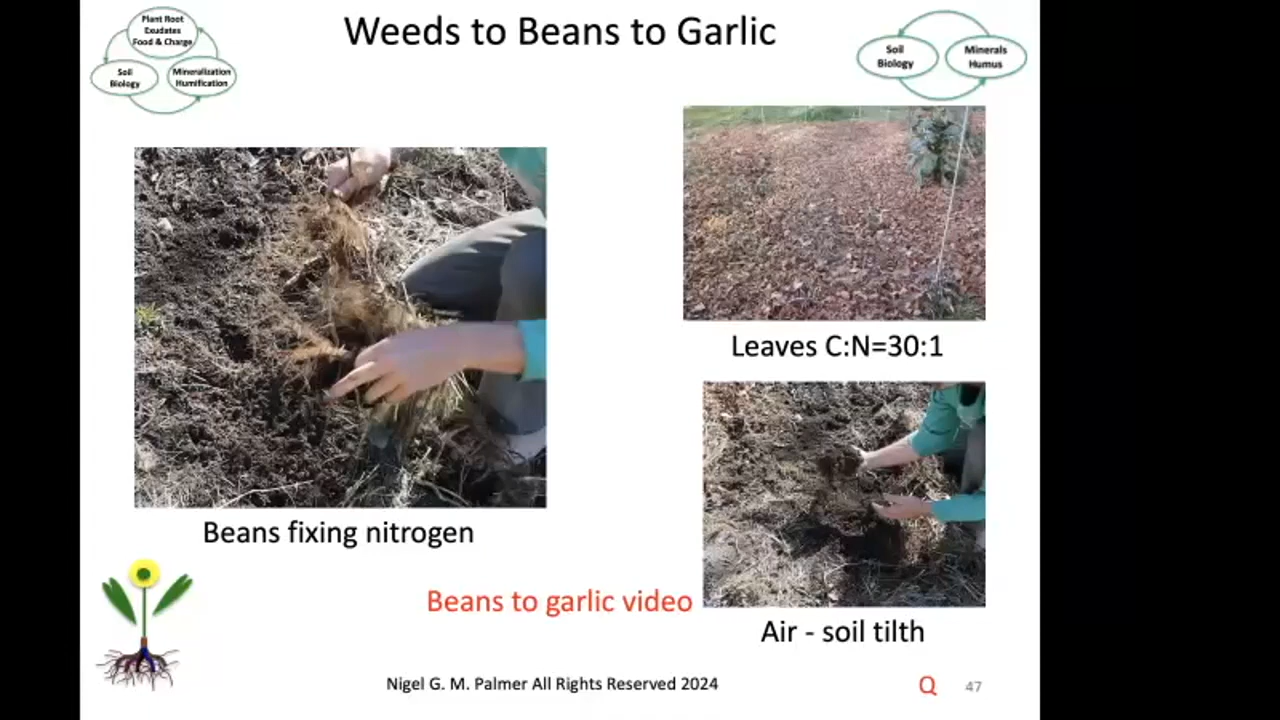 Plant Root
Exudates
Food & Charge
Soil
Biology
Mineralization
Humification
Weeds to Beans to Garlic
Soil
Biology
Minerals
Humus
Leaves C:N=30:1
Beans fixing nitrogen
Beans to garlic video
Air - soil tilth
Nigel G. M. Palmer All Rights Reserved 2024
Q
47